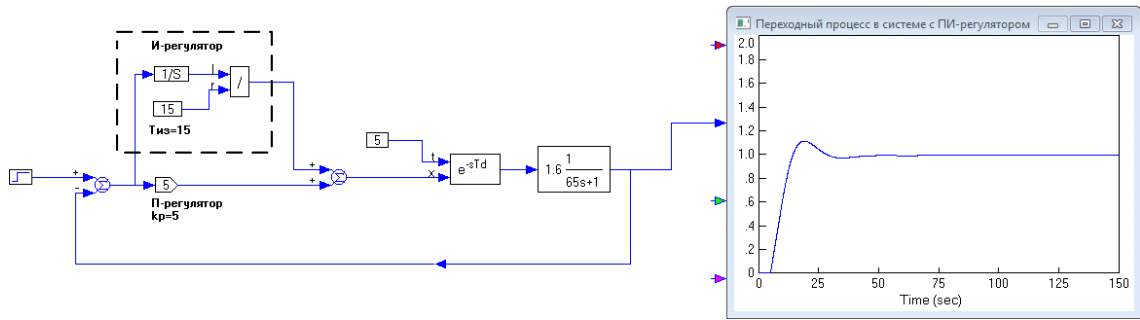 И-регулятор
1/S
l
r
/
15
Tиз=15
+
-
Σ
5
П-регулятор
kp=5
+
+
Σ
5
t
x
e-sTd
1.6 1
65s+1
Переходный процесс в системе с ПИ-регулятором
2.0
1.8
1.6
1.4
1.2
1.0
.8
.6
.4
.2
0
0 25 50 75 100 125 150
Time (sec)